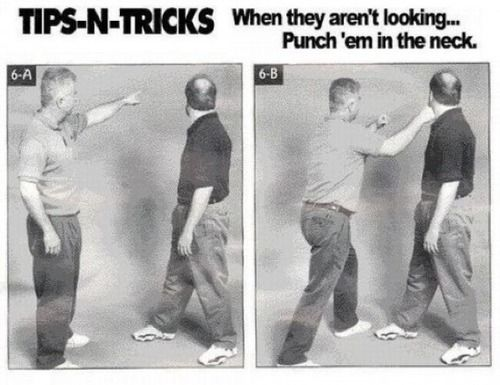 TIPS-N-TRICKS
When they aren't looking...
Punch 'em in the neck.
6-A
6-B